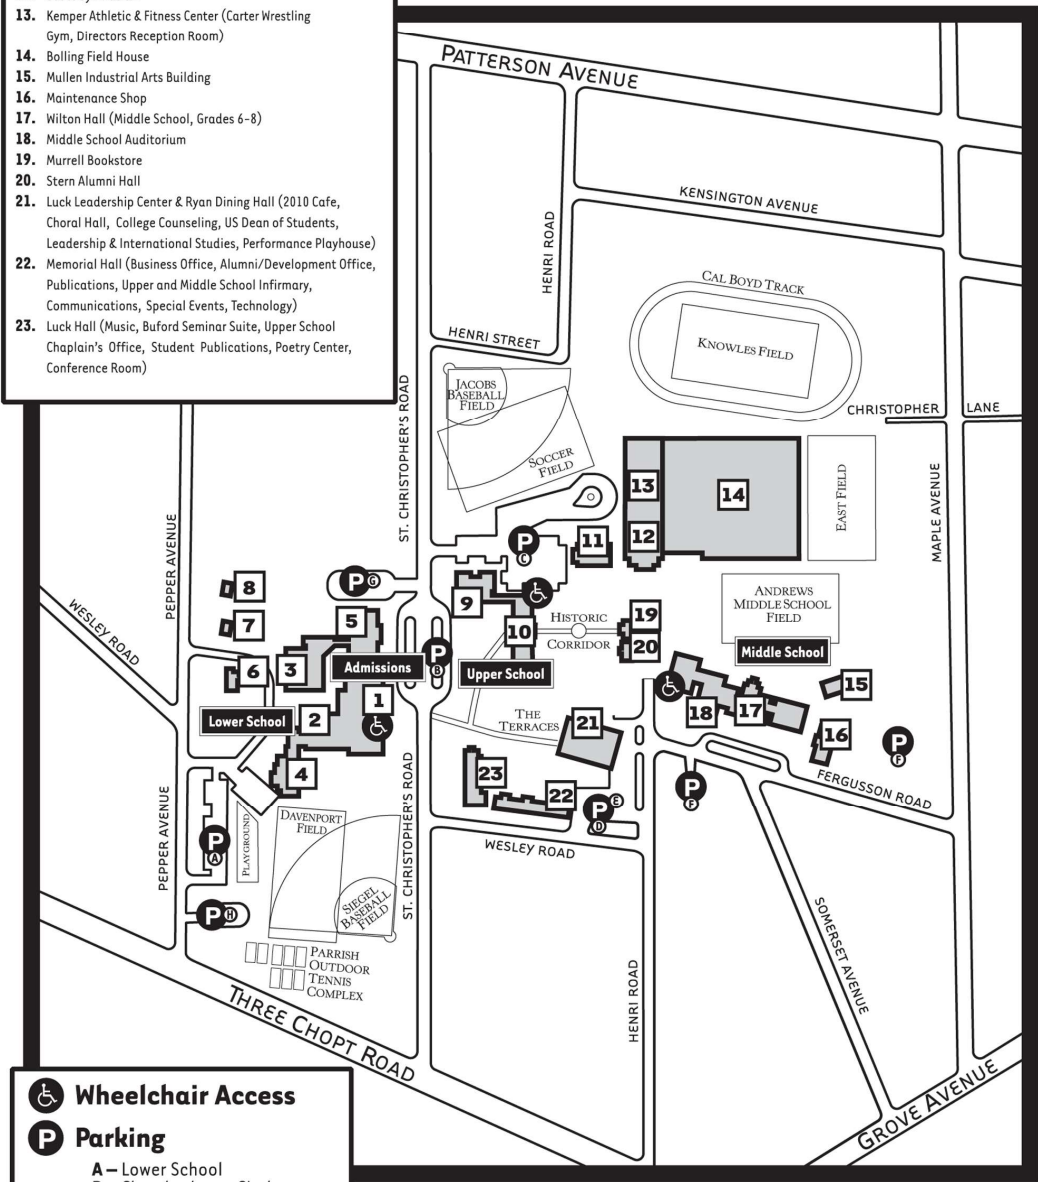 13. Kemper Athletic & Fitness Center (Carter Wrestling
Gym, Directors Reception Room)
14. Bolling Field House
15. Mullen Industrial Arts Building
16. Maintenance Shop
17. Wilton Hall (Middle School, Grades 6-8)
18. Middle School Auditorium
19. Murrell Bookstore
20. Stern Alumni Hall
21. Luck Leadership Center & Ryan Dining Hall (2010 Cafe,
Choral Hall, College Counseling, US Dean of Students,
Leadership & International Studies, Performance Playhouse)
22. Memorial Hall (Business Office, Alumni/Development Office,
Publications, Upper and Middle School Infirmary,
Communications, Special Events, Technology)
23. Luck Hall (Music, Buford Seminar Suite, Upper School
Chaplain's Office, Student Publications, Poetry Center,
Conference Room)
PATTERSON AVENUE
KENSINGTON AVENUE
HENRI ROAD
CAL BOYD TRACK
KNOWLES FIELD
HENRI STREET
JACOBS
BASEBALL
FIELD
SOCCER
FIELD
ST. CHRISTOPHER'S ROAD
CHRISTOPHER LANE
13
14
12
11
EAST FIELD
MAPLE AVENUE
PEPPER AVENUE
WESLEY ROAD
P C
P G
8
7
5
9
10
HISTORIC
CORRIDOR
19
20
ANDREWS
MIDDLE SCHOOL
FIELD
Middle School
6
3
Admissions
P B
Upper School
1
2
Lower School
4
THE
TERRACES
21
18
17
15
16
P F
P F
FERGUSSON ROAD
23
22
P E
D
WESLEY ROAD
ST. CHRISTOPHER'S ROAD
PEPPER AVENUE
P A
PLAYGROUND
DAVENPORT
FIELD
SIEGEL
BASEBALL
FIELD
P H
PARRISH
OUTDOOR
TENNIS
COMPLEX
THREE CHOPT ROAD
HENRI ROAD
SOMERSET AVENUE
GROVE AVENUE
Wheelchair Access
P Parking
A — Lower School